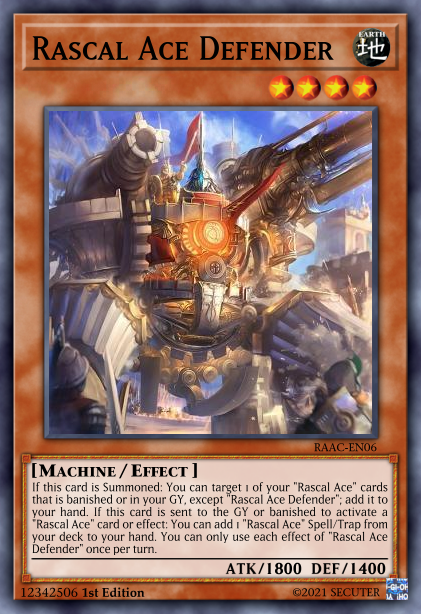 RASCAL ACE DEFENDER
EARTH
地
RAAC-EN06
[MACHINE / EFFECT ]
If this card is Summoned: You can target 1 of your "Rascal Ace" cards
that is banished or in your GY, except "Rascal Ace Defender"; add it to
your hand. If this card is sent to the GY or banished to activate a
"Rascal Ace" card or effect: You can add 1 "Rascal Ace" Spell/Trap from
your deck to your hand. You can only use each effect of "Rascal Ace
Defender" once per turn.
ATK/1800 DEF/1400
12342506 1st Edition
©2021 SECUTER